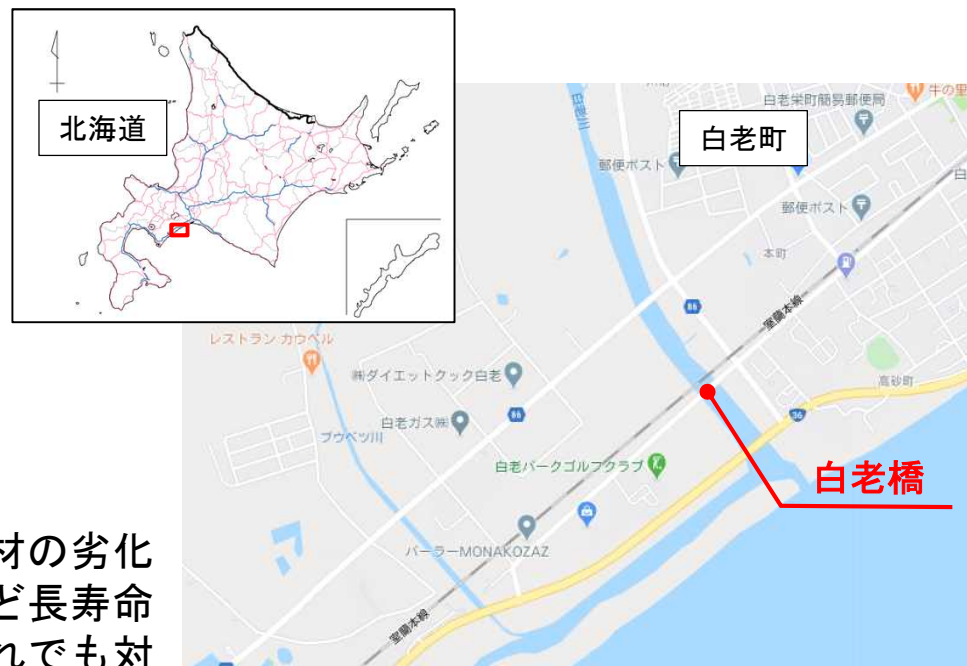 北海道
白老町
白老川
白老栄町簡易郵便局
牛の里
郵便ポスト
白
郵便ポスト
本町
86
室蘭本線
レストラン カウベル
㈱ダイエットクック白老
高砂町
86
36
白老ガス㈱
ブウベツ川
白老パークゴルフクラブ
白老橋
パーラーMONAKOZAZ
室蘭本線
材の劣化
ど長寿命
れでも対